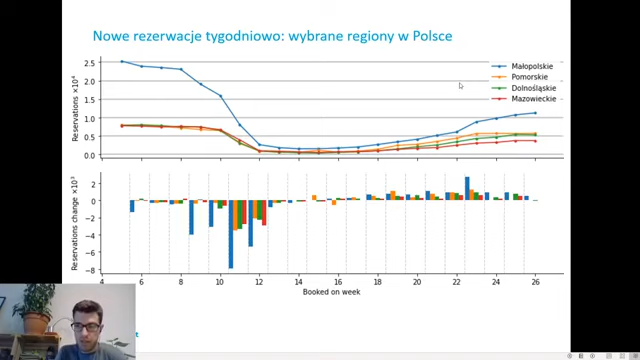 Nowe rezerwacje tygodniowo: wybrane regiony w Polsce
Reservations ×10⁴
2.5
2.0
1.5
1.0
0.5
0.0
Małopolskie
Pomorskie
Dolnośląskie
Mazowieckie
Reservations change ×10³
2
0
−2
−4
−6
−8
4 6 8 10 12 14 16 18 20 22 24 26
Booked on week
t